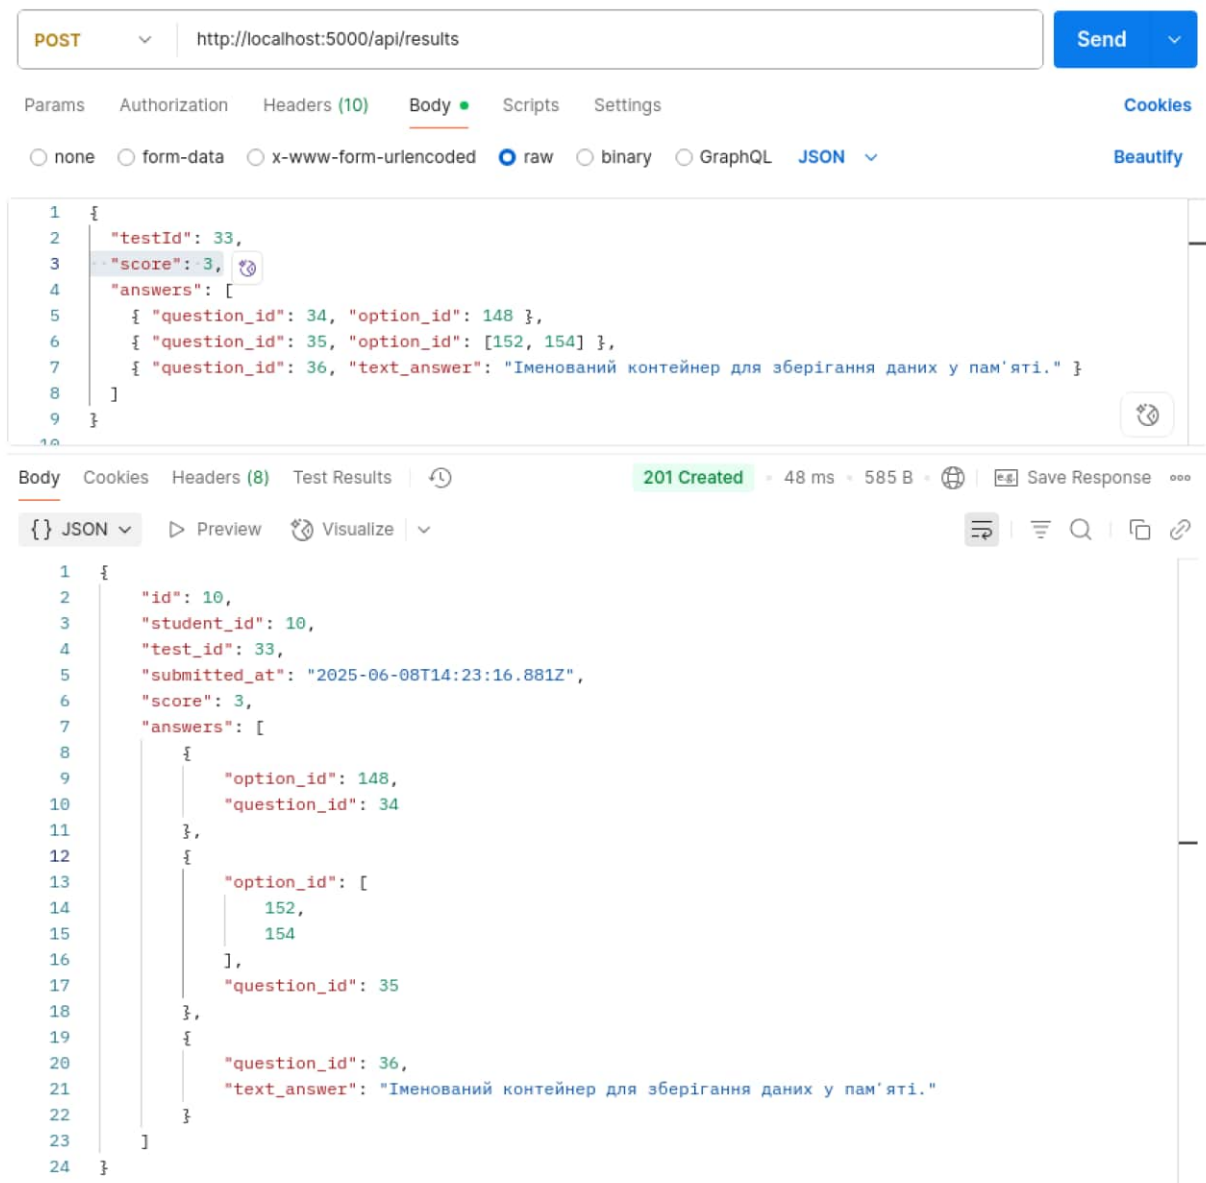 POST http://localhost:5000/api/results Send
Params Authorization Headers (10) Body Scripts Settings Cookies
none form-data x-www-form-urlencoded raw binary GraphQL JSON Beautify
1 {
2 "testId": 33,
3 "score": 3,
4 "answers": [
5 { "question_id": 34, "option_id": 148 },
6 { "question_id": 35, "option_id": [152, 154] },
7 { "question_id": 36, "text_answer": "Іменований контейнер для зберігання даних у пам'яті." }
8 ]
9 }
10
Body Cookies Headers (8) Test Results 201 Created 48 ms 585 B e.g. Save Response
{} JSON Preview Visualize
1 {
2 "id": 10,
3 "student_id": 10,
4 "test_id": 33,
5 "submitted_at": "2025-06-08T14:23:16.881Z",
6 "score": 3,
7 "answers": [
8 {
9 "option_id": 148,
10 "question_id": 34
11 },
12 {
13 "option_id": [
14 152,
15 154
16 ],
17 "question_id": 35
18 },
19 {
20 "question_id": 36,
21 "text_answer": "Іменований контейнер для зберігання даних у пам'яті."
22 }
23 ]
24 }